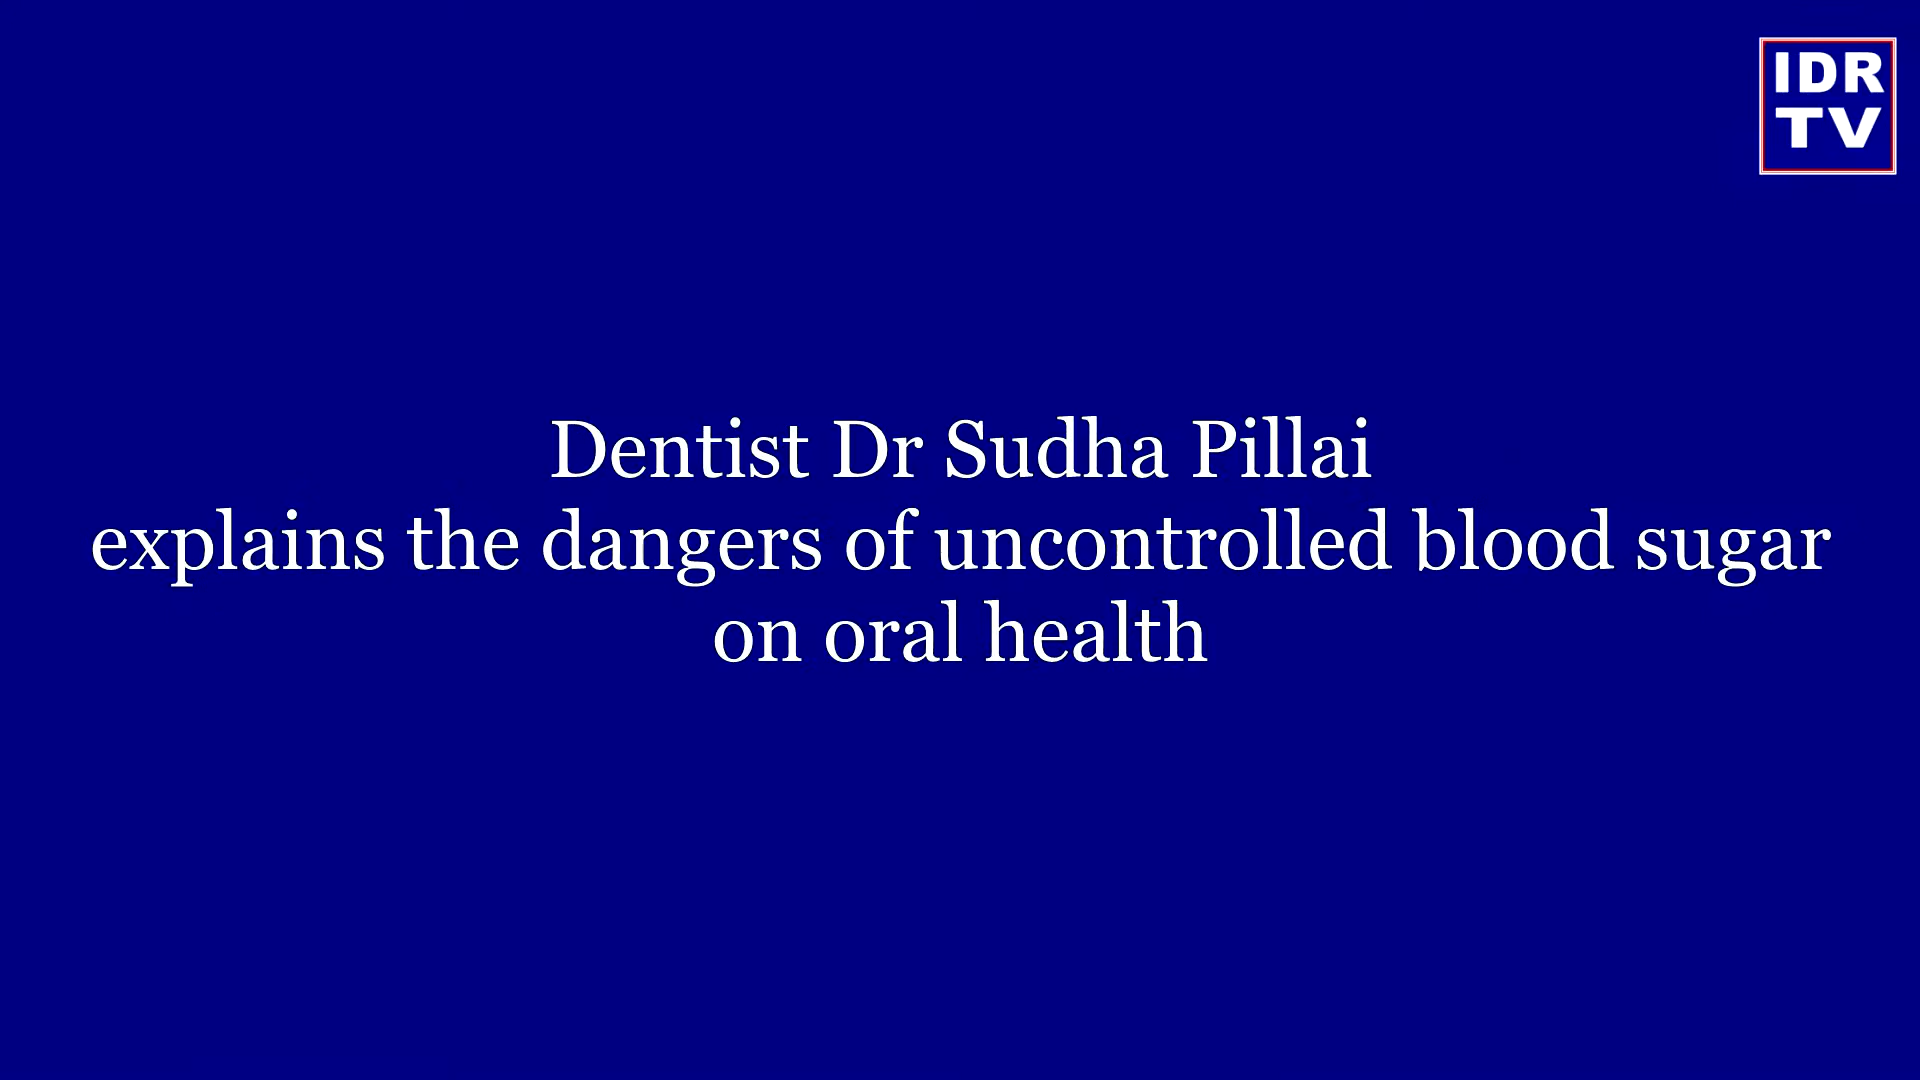 IDR
TV
Dentist Dr Sudha Pillai
explains the dangers of uncontrolled blood sugar
on oral health